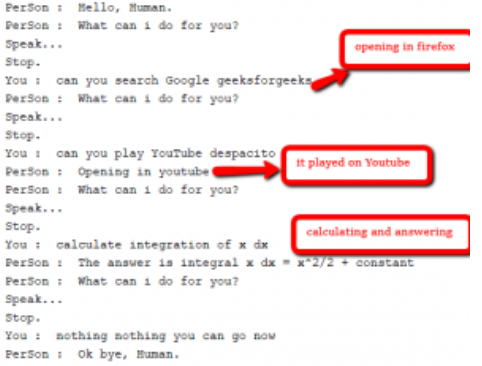 PerSon :  Hello, Human.
PerSon :  What can i do for you?
Speak...
opening in firefox
Stop.
You :  can you search Google geeksforgeeks
PerSon :  What can i do for you?
Speak...
Stop.
You :  can you play YouTube despacito
it played on Youtube
PerSon :  Opening in youtube
PerSon :  What can i do for you?
Speak...
Stop.
calculating and answering
You :  calculate integration of x dx
PerSon :  The answer is integral x dx = x^2/2 + constant
PerSon :  What can i do for you?
Speak...
Stop.
You :  nothing nothing you can go now
PerSon :  Ok bye, Human.